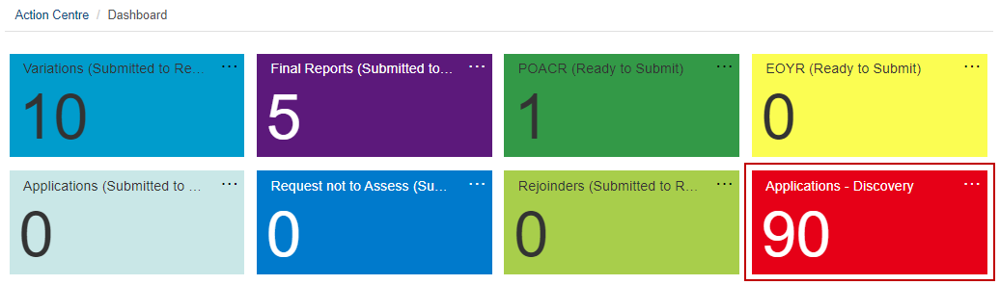 Action Centre / Dashboard
Variations (Submitted to Re... ...
10
Final Reports (Submitted to... ...
5
POACR (Ready to Submit) ...
1
EOYR (Ready to Submit) ...
0
Applications (Submitted to ... ...
0
Request not to Assess (Su... ...
0
Rejoinders (Submitted to R... ...
0
Applications - Discovery ...
90